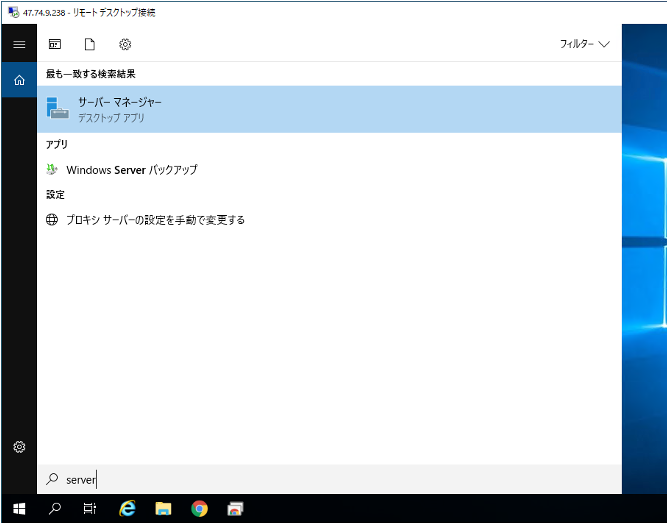 47.74.9.238 - リモート デスクトップ接続
フィルター
最も一致する検索結果
サーバー マネージャー
デスクトップ アプリ
アプリ
Windows Server バックアップ
設定
プロキシ サーバーの設定を手動で変更する
server